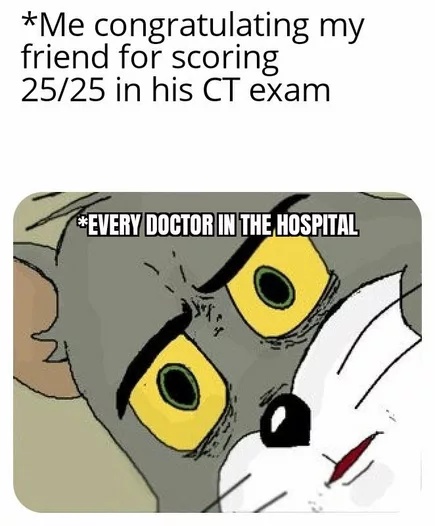 *Me congratulating my
friend for scoring
25/25 in his CT exam
*EVERY DOCTOR IN THE HOSPITAL